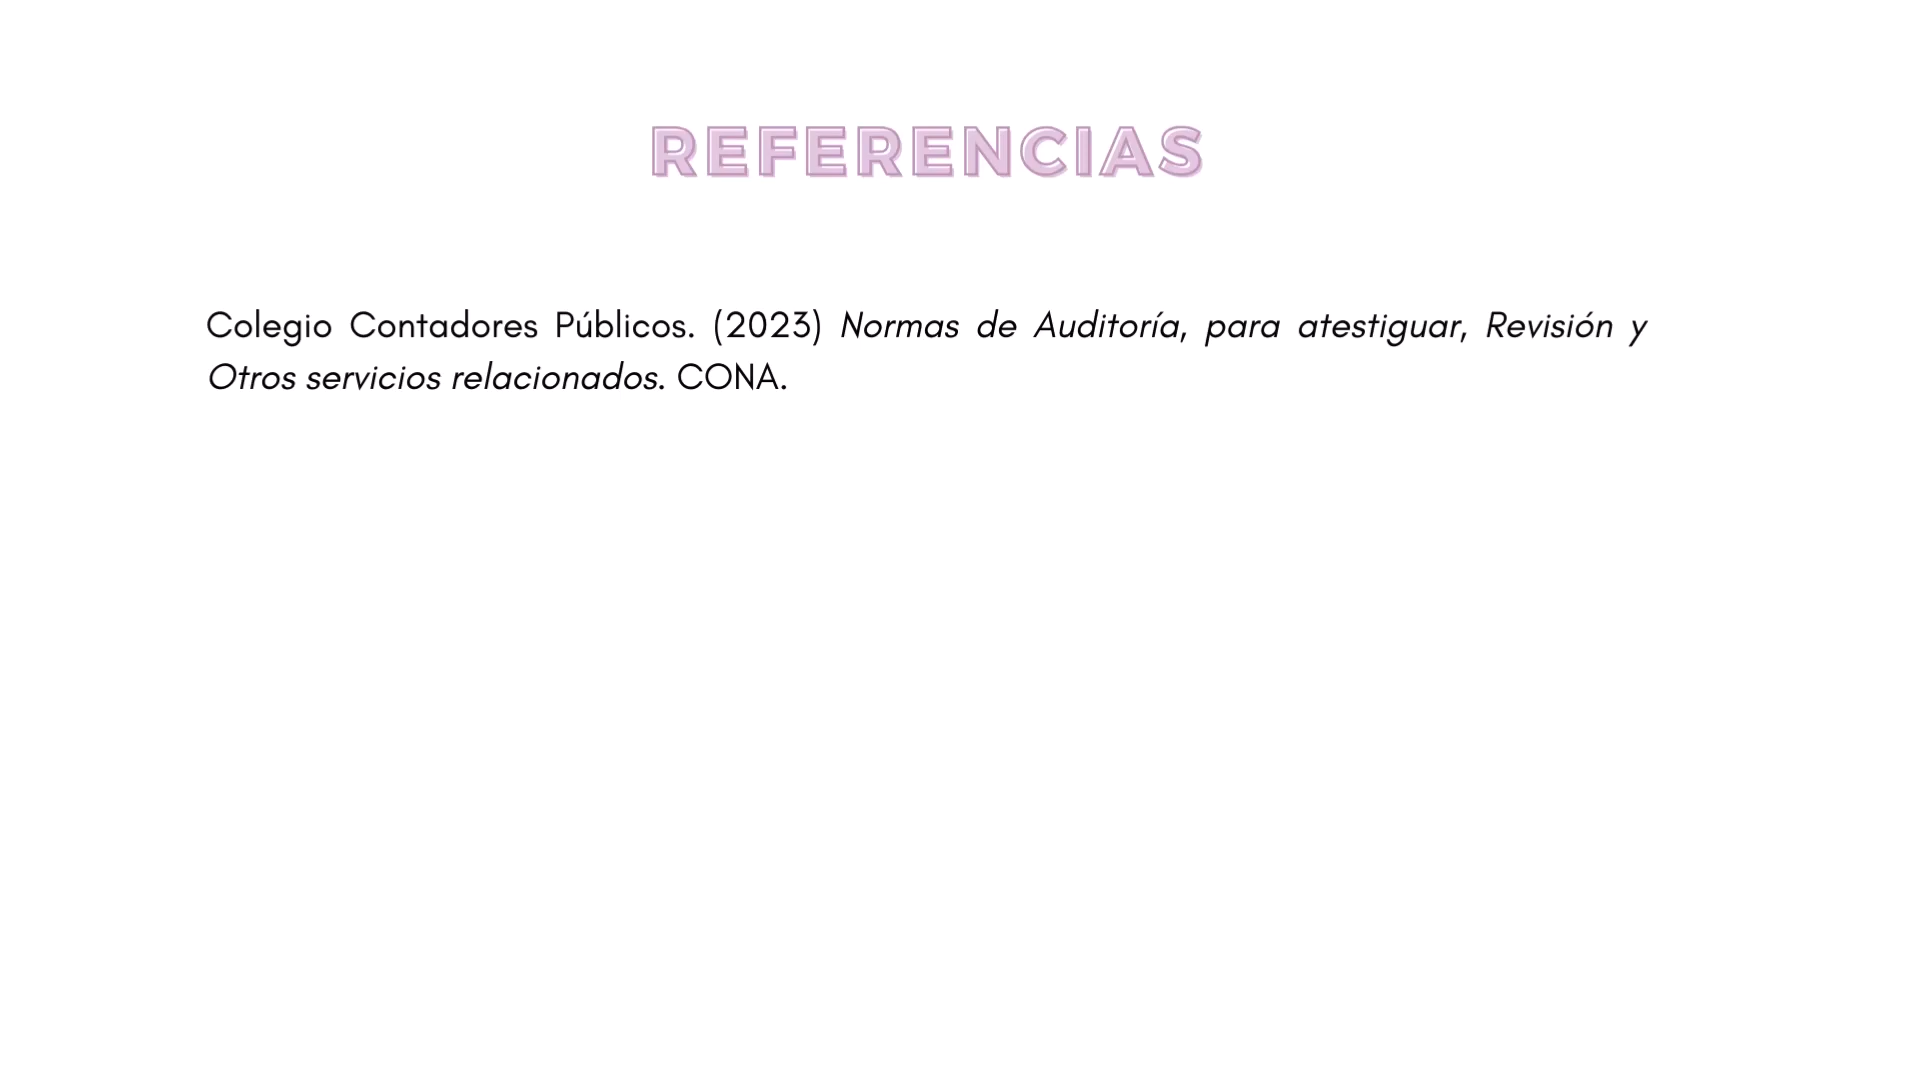 REFERENCIAS
Colegio Contadores Públicos. (2023) Normas de Auditoría, para atestiguar, Revisión y
Otros servicios relacionados. CONA.